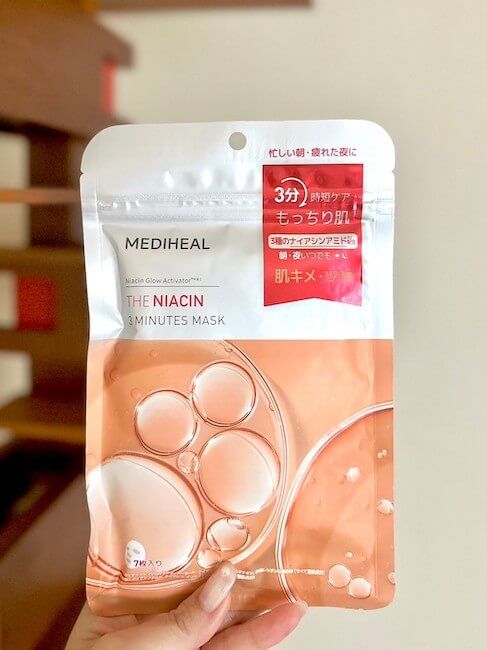 忙しい朝・疲れた夜に
3分 時短ケア
もっちり肌!
3種のナイアシンアミド
朝・夜いつでも
肌キメ・
MEDIHEAL
Niacin Glow Activator™※1
THE NIACIN
3 MINUTES MASK
7枚入り